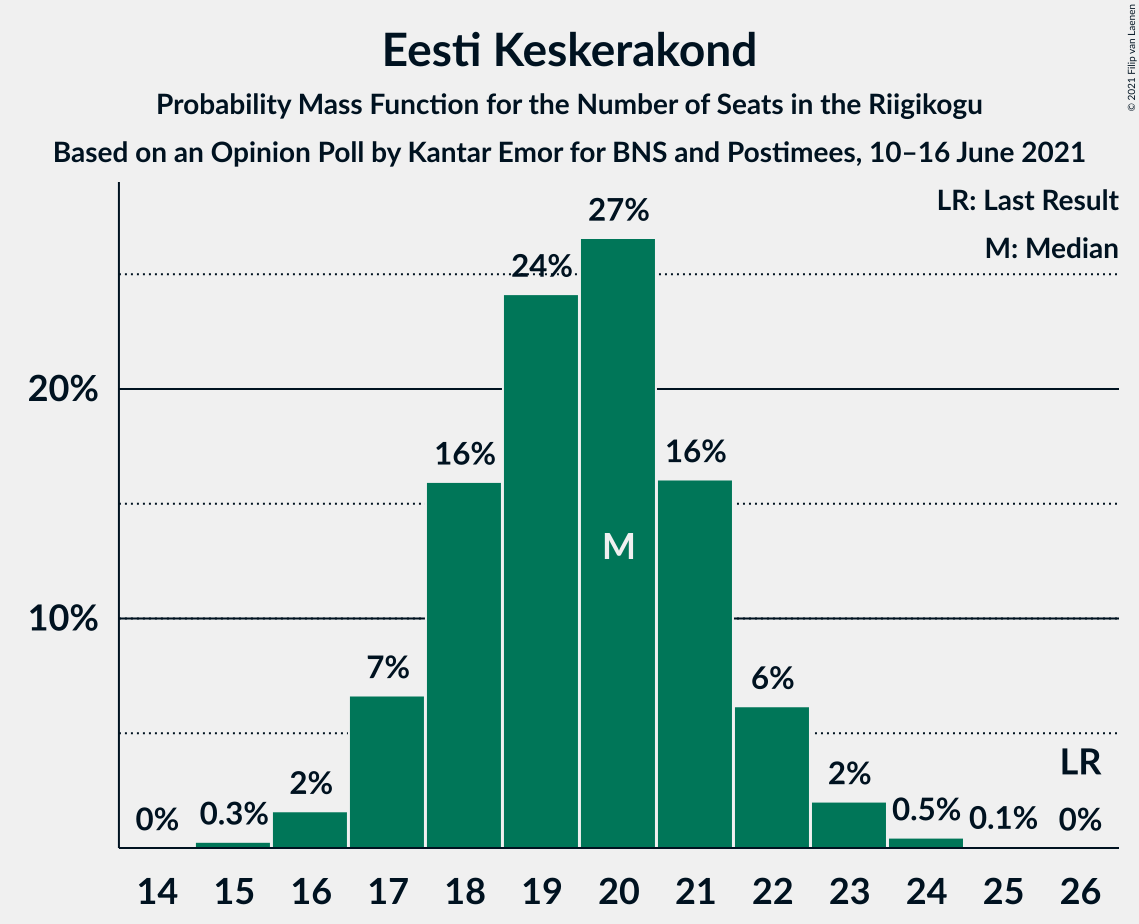 Eesti Keskerakond
Probability Mass Function for the Number of Seats in the Riigikogu
Based on an Opinion Poll by Kantar Emor for BNS and Postimees, 10–16 June 2021
© 2021 Filip van Laenen
LR: Last Result
M: Median
20%
10%
0%
0.3%
2%
7%
16%
24%
27%
16%
6%
2%
0.5%
0.1%
0%
M
LR
14 15 16 17 18 19 20 21 22 23 24 25 26